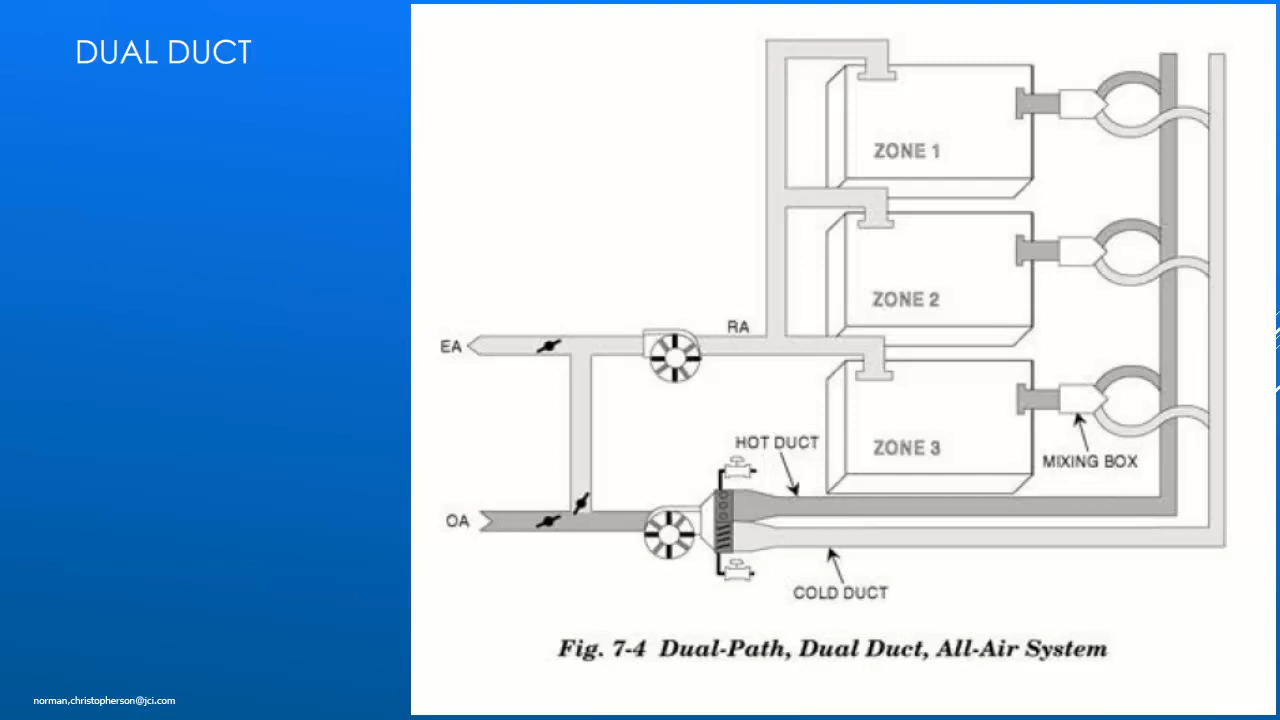 DUAL DUCT
ZONE 1
ZONE 2
RA
EA
HOT DUCT
ZONE 3
MIXING BOX
OA
COLD DUCT
Fig. 7-4 Dual-Path, Dual Duct, All-Air System
norman,christopherson@jci.com